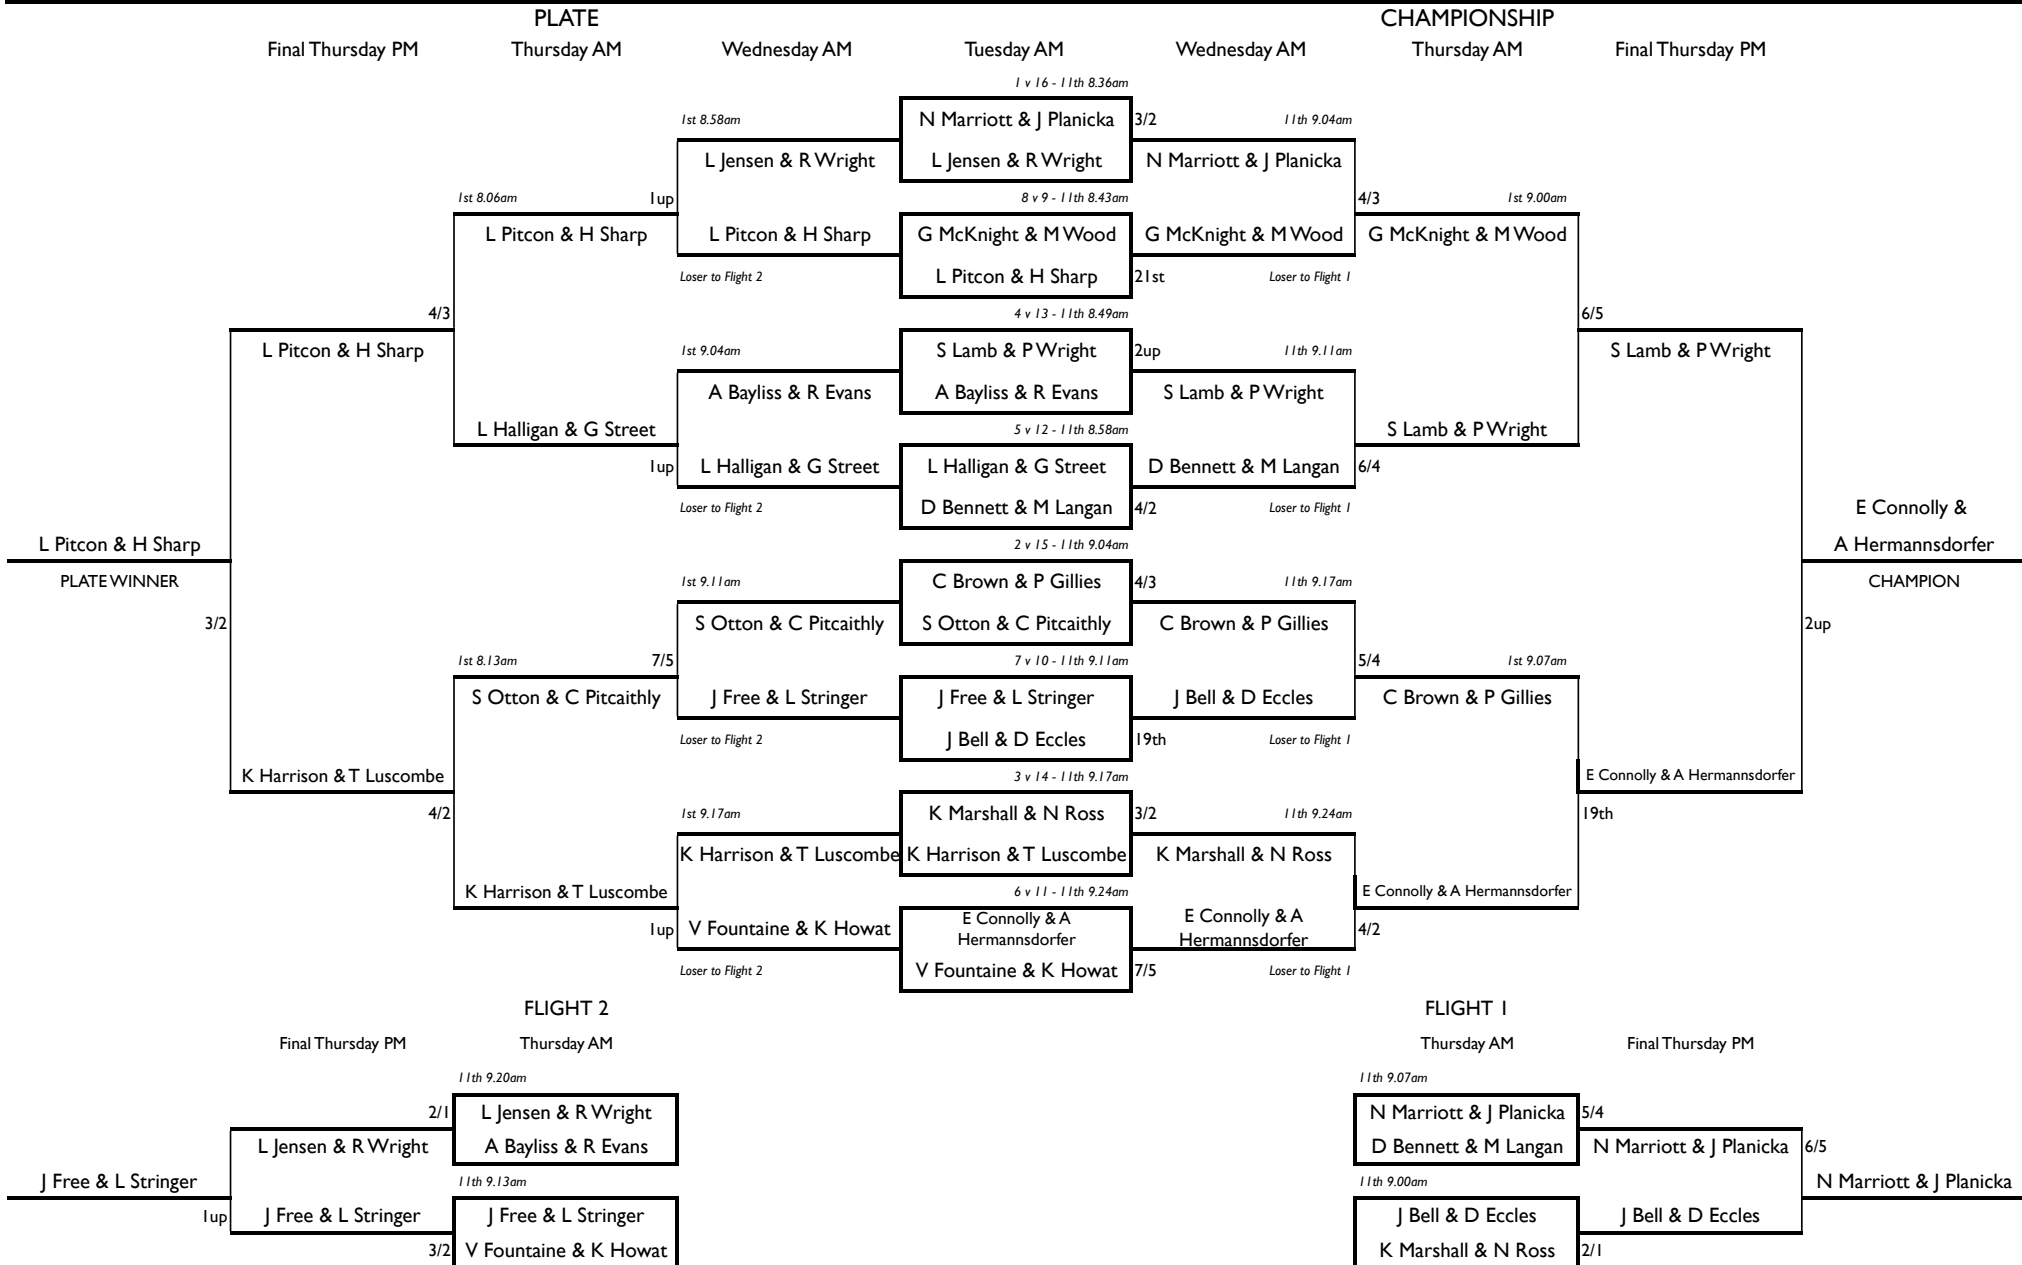 PLATE CHAMPIONSHIP
Final Thursday PM Thursday AM Wednesday AM Tuesday AM Wednesday AM Thursday AM Final Thursday PM
1 v 16 - 11th 8.36am
1st 8.58am N Marriott & J Planicka 3/2 11th 9.04am
L Jensen & R Wright L Jensen & R Wright N Marriott & J Planicka
1st 8.06am 1up 8 v 9 - 11th 8.43am 4/3 1st 9.00am
L Pitcon & H Sharp L Pitcon & H Sharp G McKnight & M Wood G McKnight & M Wood G McKnight & M Wood
Loser to Flight 2 L Pitcon & H Sharp 21st Loser to Flight 1
4/3 4 v 13 - 11th 8.49am 6/5
L Pitcon & H Sharp 1st 9.04am S Lamb & P Wright 2up 11th 9.11am S Lamb & P Wright
A Bayliss & R Evans A Bayliss & R Evans S Lamb & P Wright
L Halligan & G Street 5 v 12 - 11th 8.58am S Lamb & P Wright
1up L Halligan & G Street L Halligan & G Street D Bennett & M Langan 6/4
Loser to Flight 2 D Bennett & M Langan 4/2 Loser to Flight 1 E Connolly &
L Pitcon & H Sharp 2 v 15 - 11th 9.04am A Hermannsdorfer
PLATE WINNER 1st 9.11am C Brown & P Gillies 4/3 11th 9.17am CHAMPION
3/2 S Otton & C Pitcaithly S Otton & C Pitcaithly C Brown & P Gillies 2up
1st 8.13am 7/5 7 v 10 - 11th 9.11am 5/4 1st 9.07am
S Otton & C Pitcaithly J Free & L Stringer J Free & L Stringer J Bell & D Eccles C Brown & P Gillies
Loser to Flight 2 J Bell & D Eccles 19th Loser to Flight 1
K Harrison & T Luscombe 3 v 14 - 11th 9.17am E Connolly & A Hermannsdorfer
4/2 1st 9.17am K Marshall & N Ross 3/2 11th 9.24am 19th
K Harrison & T Luscombe K Harrison & T Luscombe K Marshall & N Ross
K Harrison & T Luscombe 6 v 11 - 11th 9.24am E Connolly & A Hermannsdorfer
E Connolly & A E Connolly & A
1up V Fountaine & K Howat Hermannsdorfer Hermannsdorfer 4/2
Loser to Flight 2 V Fountaine & K Howat 7/5 Loser to Flight 1
FLIGHT 2 FLIGHT 1
Final Thursday PM Thursday AM Thursday AM Final Thursday PM
11th 9.20am 11th 9.07am
2/1 L Jensen & R Wright N Marriott & J Planicka 5/4
L Jensen & R Wright A Bayliss & R Evans D Bennett & M Langan N Marriott & J Planicka 6/5
J Free & L Stringer 11th 9.13am 11th 9.00am N Marriott & J Planicka
1up J Free & L Stringer J Free & L Stringer J Bell & D Eccles J Bell & D Eccles
3/2 V Fountaine & K Howat K Marshall & N Ross 2/1